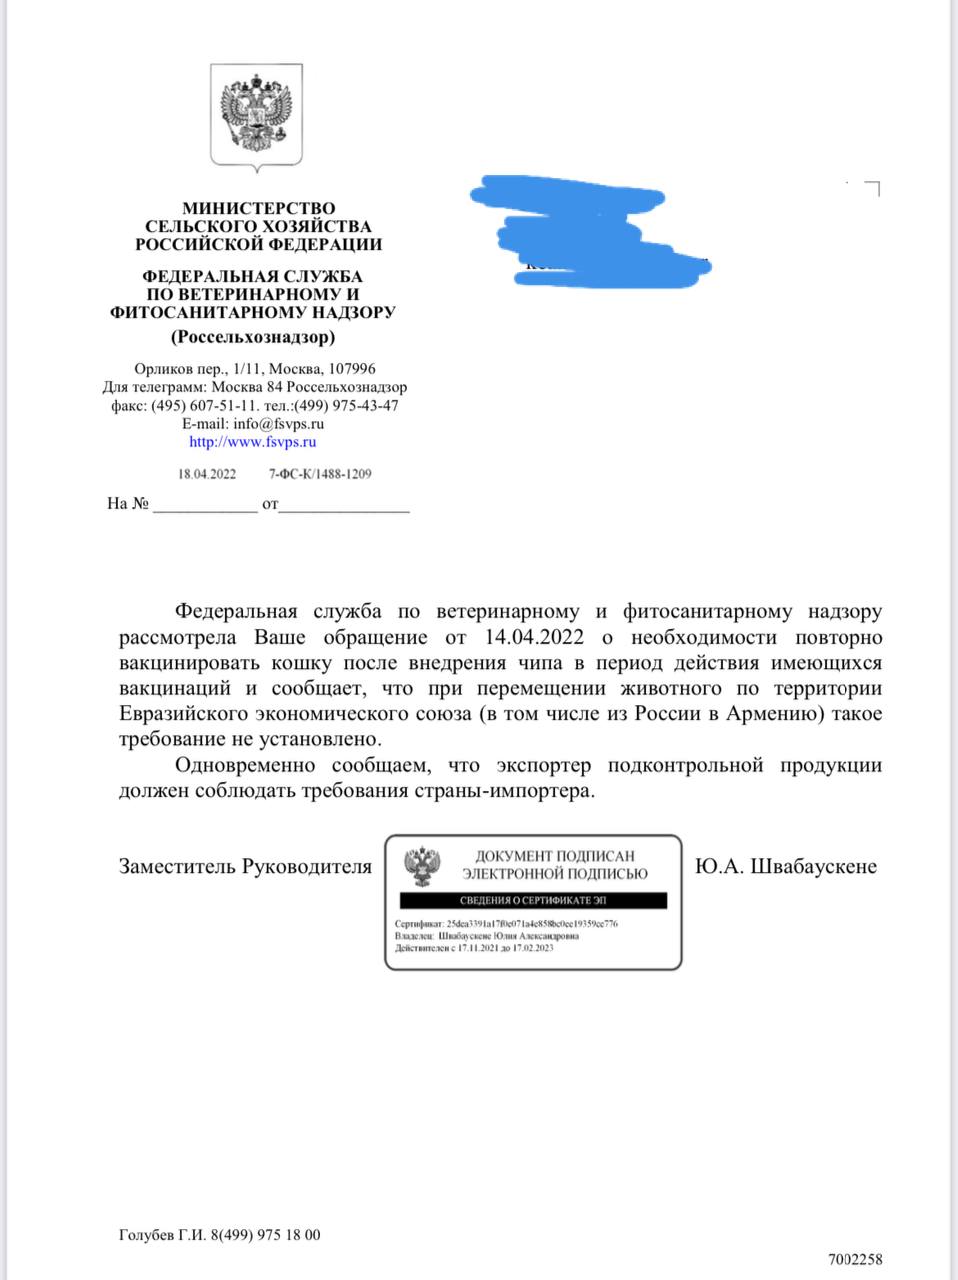 МИНИСТЕРСТВО
СЕЛЬСКОГО ХОЗЯЙСТВА
РОССИЙСКОЙ ФЕДЕРАЦИИ
ФЕДЕРАЛЬНАЯ СЛУЖБА
ПО ВЕТЕРИНАРНОМУ И
ФИТОСАНИТАРНОМУ НАДЗОРУ
(Россельхознадзор)
Орликов пер., 1/11, Москва, 107996
Для телеграмм: Москва 84 Россельхознадзор
факс: (495) 607-51-11. тел.:(499) 975-43-47
E-mail: info@fsvps.ru
http://www.fsvps.ru
18.04.2022 7-ФС-К/1488-1209
На № ____________ от_______________
Федеральная служба по ветеринарному и фитосанитарному надзору
рассмотрела Ваше обращение от 14.04.2022 о необходимости повторно
вакцинировать кошку после внедрения чипа в период действия имеющихся
вакцинаций и сообщает, что при перемещении животного по территории
Евразийского экономического союза (в том числе из России в Армению) такое
требование не установлено.
Одновременно сообщаем, что экспортер подконтрольной продукции
должен соблюдать требования страны-импортера.
Заместитель Руководителя
ДОКУМЕНТ ПОДПИСАН
ЭЛЕКТРОННОЙ ПОДПИСЬЮ
СВЕДЕНИЯ О СЕРТИФИКАТЕ ЭП
Сертификат:
Владелец: Швабаускене Юлия Александровна
Действителен с 17.11.2021 до 17.02.2023
Ю.А. Швабаускене
Голубев Г.И. 8(499) 975 18 00
7002258